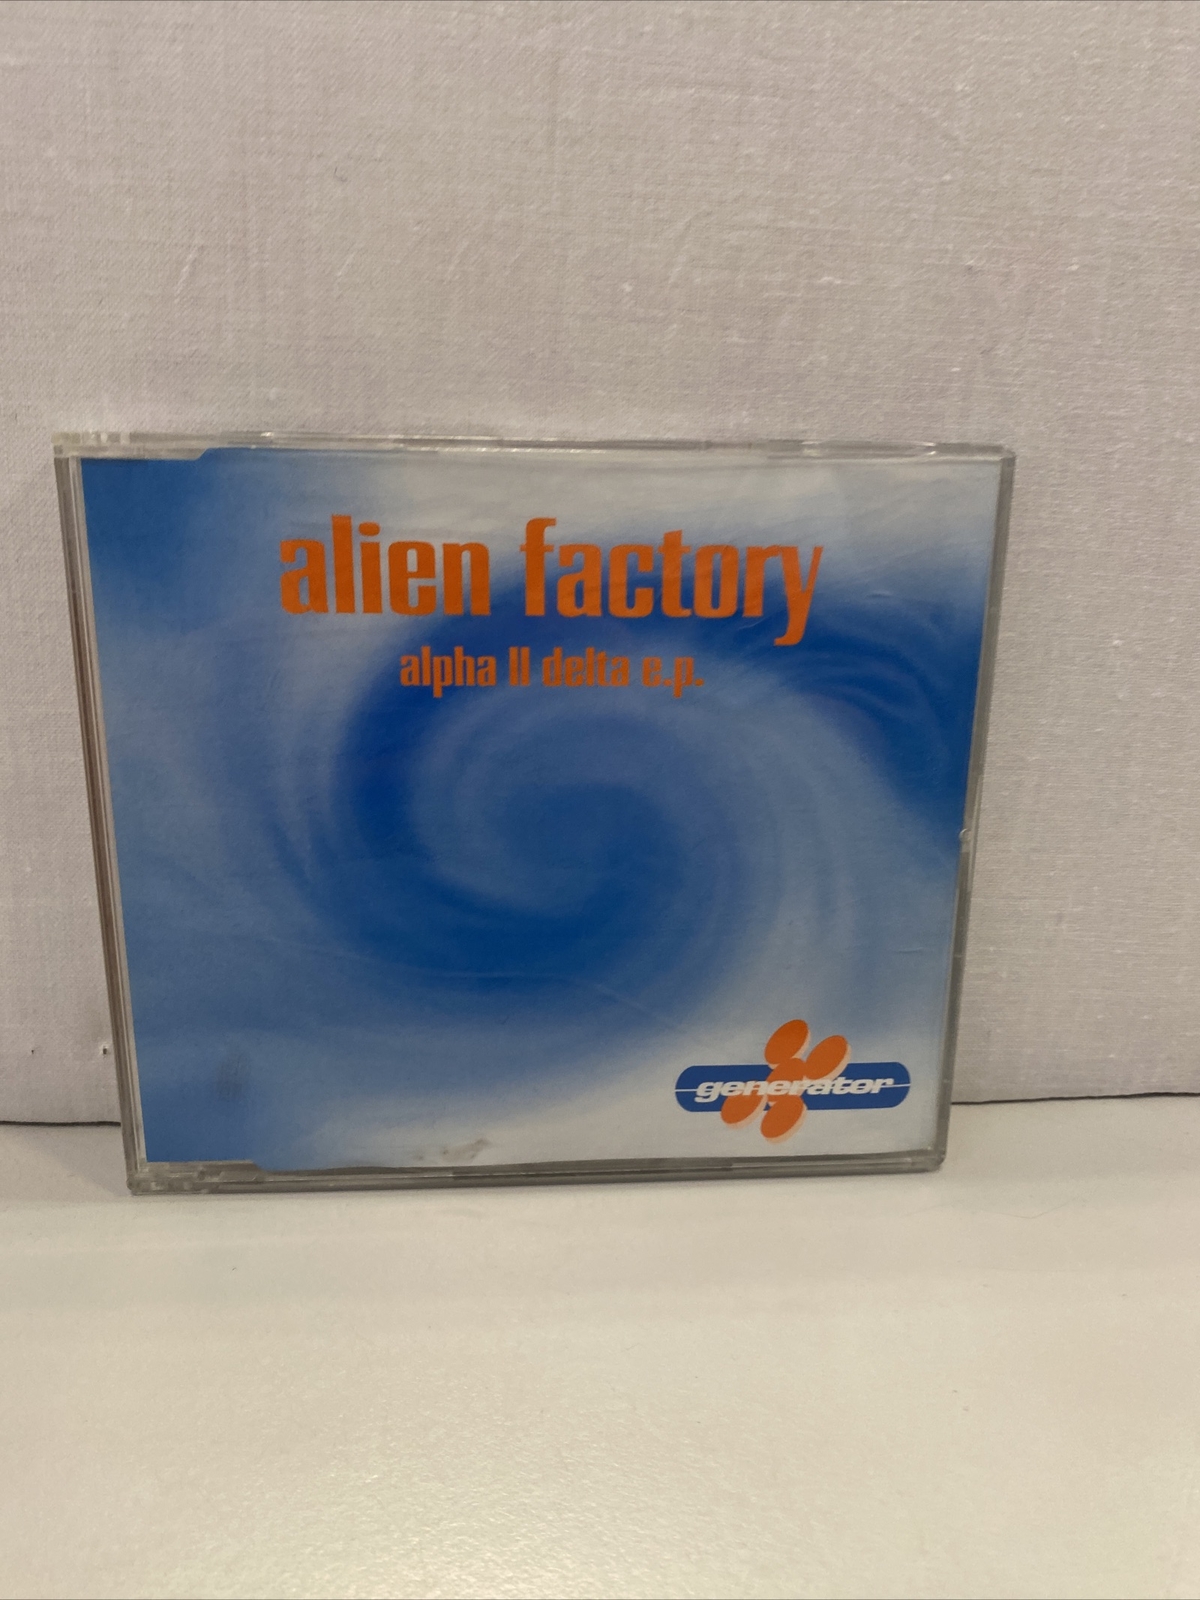 alien factory
alpha II delta e.p.
generator